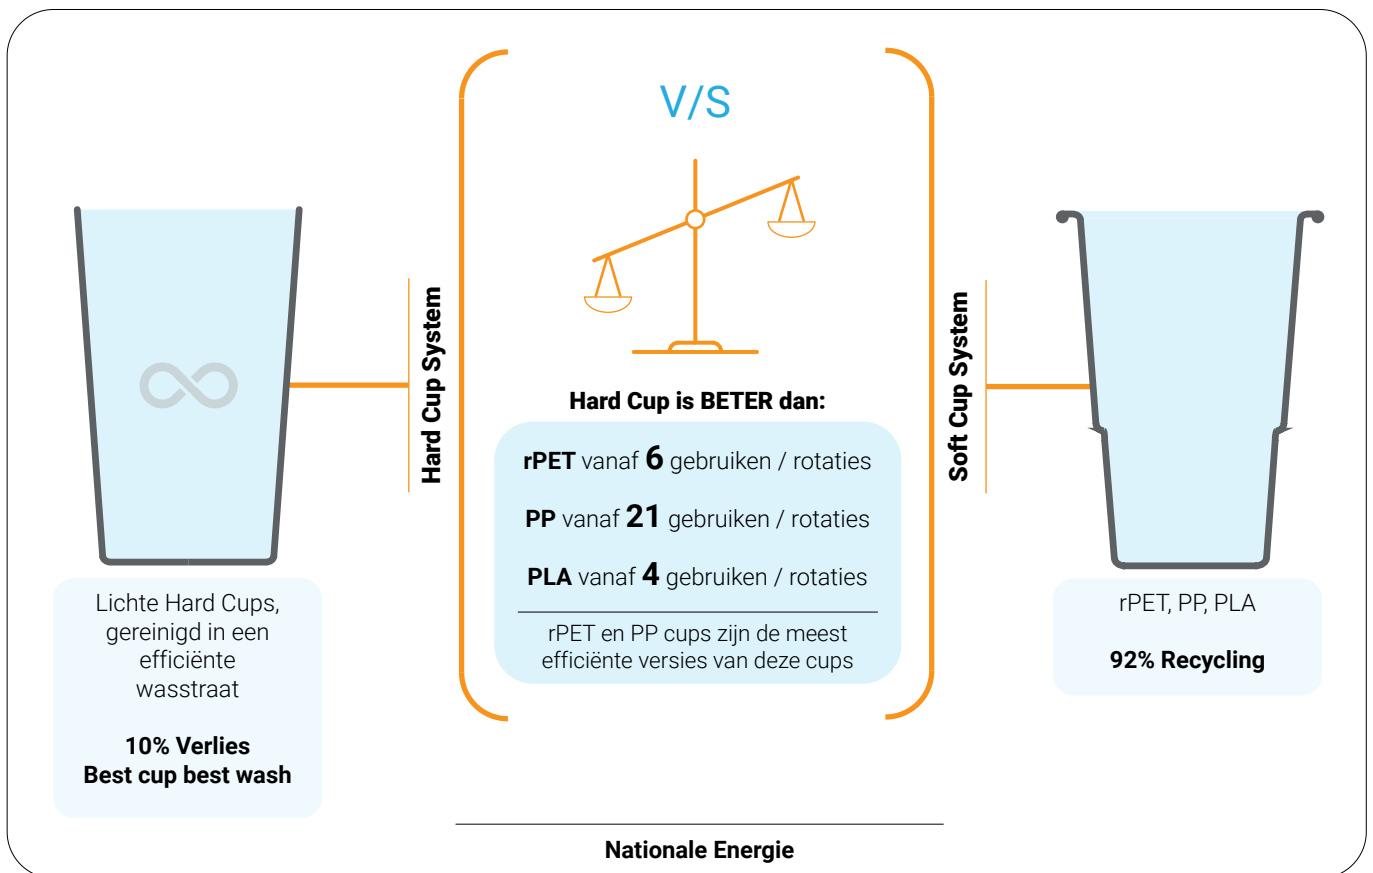 V/S
Hard Cup System
Soft Cup System
Hard Cup is BETER dan:
rPET vanaf 6 gebruiken / rotaties
PP vanaf 21 gebruiken / rotaties
PLA vanaf 4 gebruiken / rotaties
rPET en PP cups zijn de meest
efficiënte versies van deze cups
Lichte Hard Cups,
gereinigd in een
efficiënte
wasstraat
10% Verlies
Best cup best wash
rPET, PP, PLA
92% Recycling
Nationale Energie